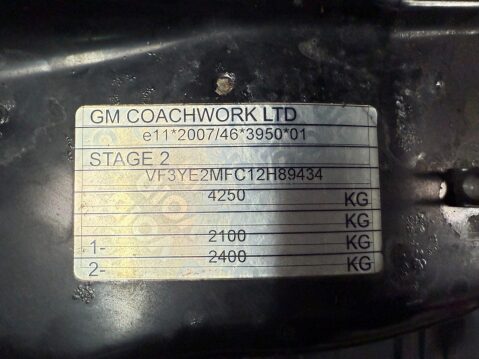 GM COACHWORK LTD
e11*2007/46*3950*01
STAGE 2
VF3YE2MFC12H89434
4250 KG
KG
1- 2100 KG
2- 2400 KG